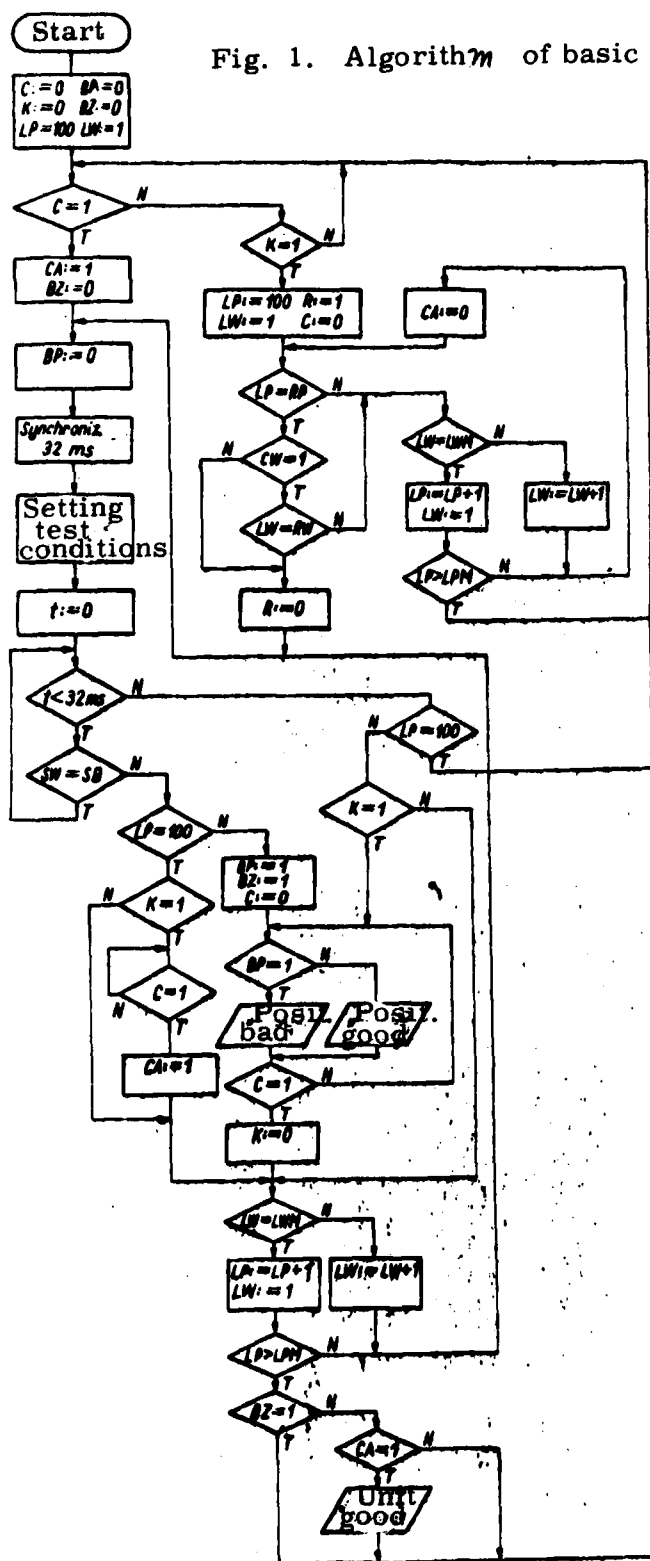 Start
Fig. 1. Algorithm of basic
C:=0 BP:=0
K:=0 BZ:=0
LP=100 LW:=1
C=1
N
T
K=1
N
T
CA:=1
BZ:=0
LP:=100 R:=1
LW:=1 C:=0
CA:=0
BP:=0
LP=RP
N
T
Synchroniz.
32 ms
N
CW=1
T
LW=LWM
N
T
Setting
test
conditions
LW=RW
N
T
LP:=LP+1
LW:=1
LW:=LW+1
t:=0
R:=0
LP>LPM
N
T
t<32ms
N
T
N
LP=100
T
SW=SB
N
T
K=1
N
T
LP=100
N
T
BP:=1
BZ:=1
C:=0
N
K=1
T
BP=1
N
T
C=1
N
T
Posit.
bad
Posit.
good
CA:=1
C=1
N
T
K:=0
LW=LWM
N
T
LP:=LP+1
LW:=1
LW:=LW+1
LP>LPM
N
T
BZ=1
N
T
CA=1
N
T
Unit
good